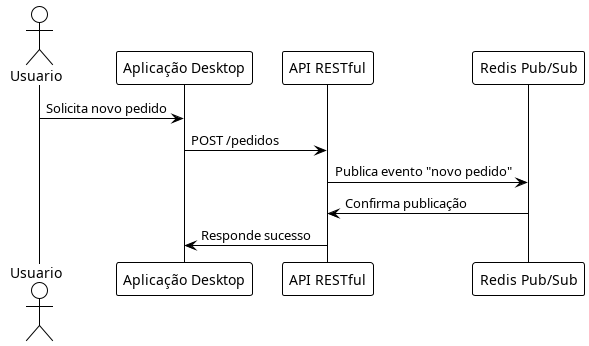 Usuario
Aplicação Desktop
API RESTful
Redis Pub/Sub
Solicita novo pedido
POST /pedidos
Publica evento "novo pedido"
Confirma publicação
Responde sucesso
Usuario
Aplicação Desktop
API RESTful
Redis Pub/Sub